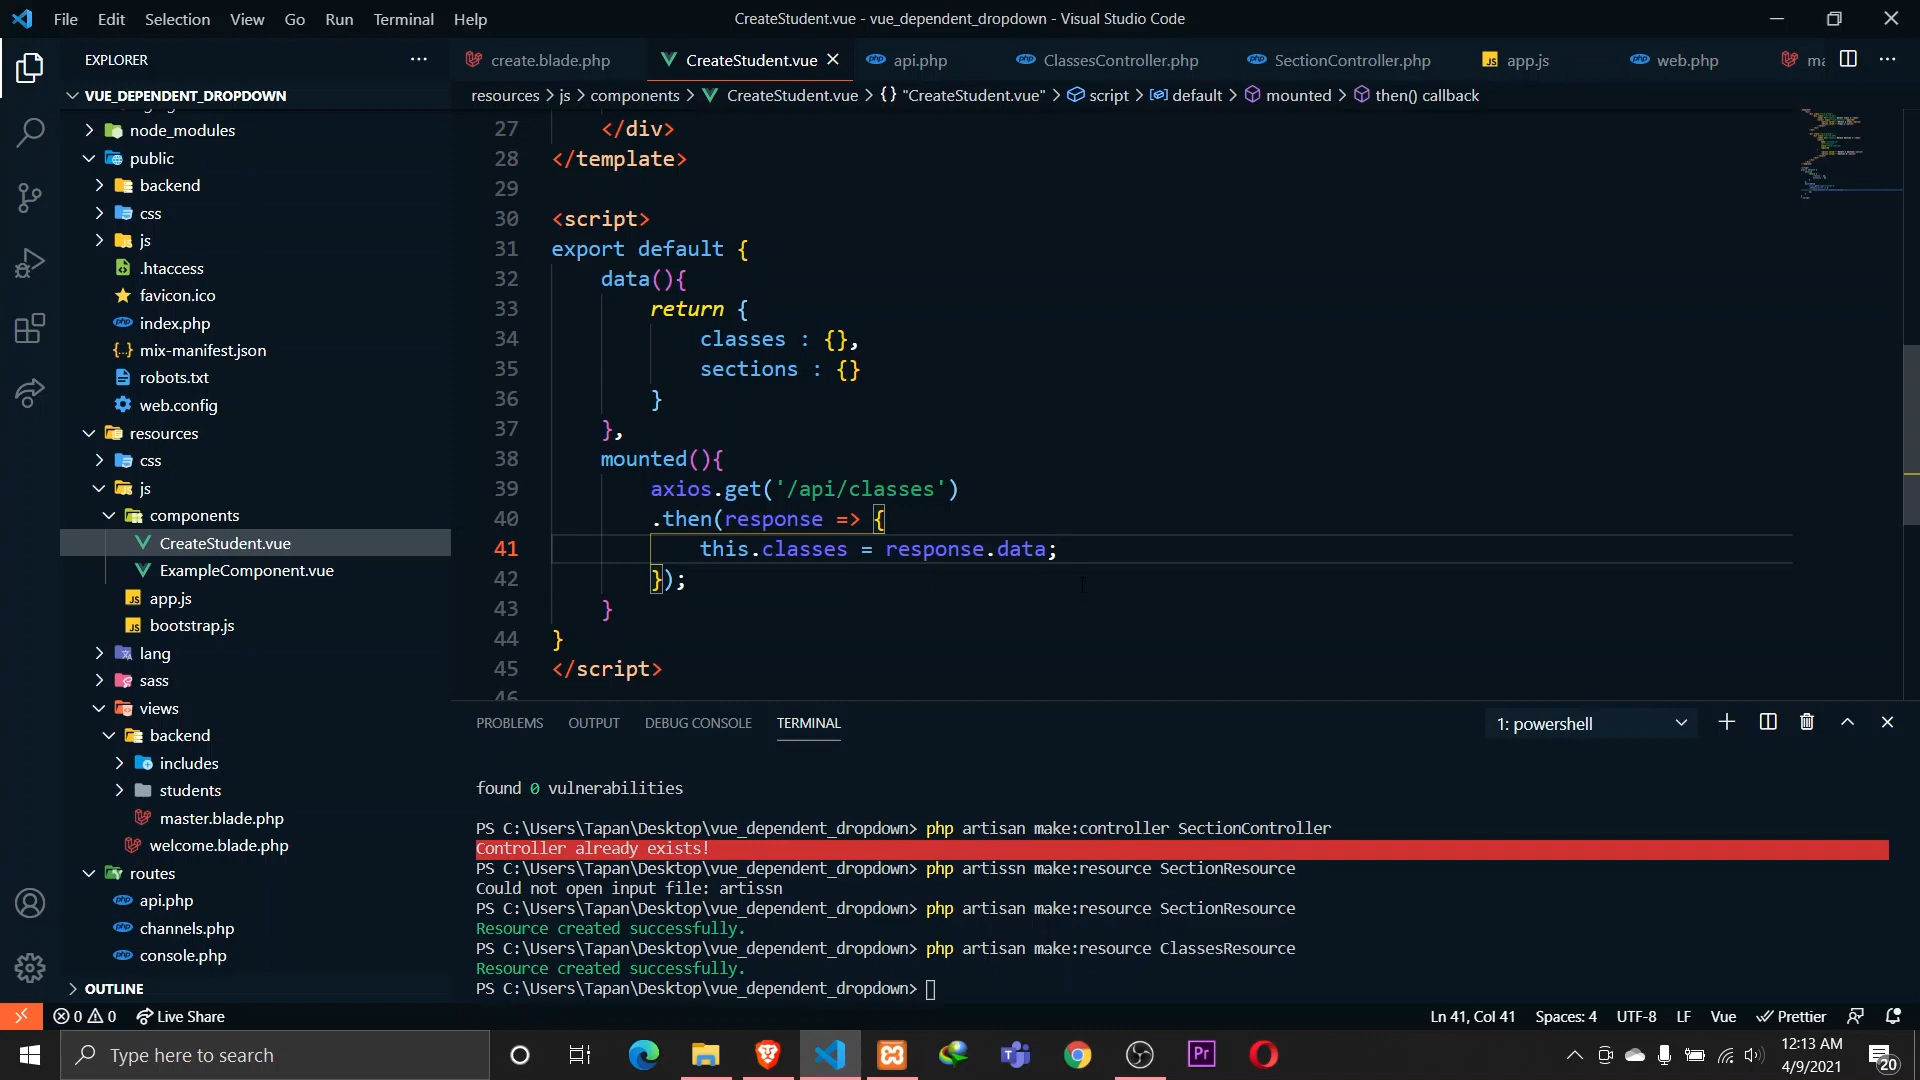 File Edit Selection View Go Run Terminal Help
CreateStudent.vue - vue_dependent_dropdown - Visual Studio Code
EXPLORER
create.blade.php
CreateStudent.vue
api.php
ClassesController.php
SectionController.php
app.js
web.php
VUE_DEPENDENT_DROPDOWN
resources > js > components > CreateStudent.vue > {} "CreateStudent.vue" > script > default > mounted > then() callback
node_modules
public
backend
css
js
.htaccess
favicon.ico
index.php
mix-manifest.json
robots.txt
web.config
resources
css
js
components
CreateStudent.vue
ExampleComponent.vue
app.js
bootstrap.js
lang
sass
views
backend
includes
students
master.blade.php
welcome.blade.php
routes
api.php
channels.php
console.php
OUTLINE
27 </div>
28 </template>
29
30 <script>
31 export default {
32 data(){
33 return {
34 classes : {},
35 sections : {}
36 }
37 },
38 mounted(){
39 axios.get('/api/classes')
40 .then(response => {
41 this.classes = response.data;
42 });
43 }
44 }
45 </script>
46
PROBLEMS OUTPUT DEBUG CONSOLE TERMINAL
1: powershell
found 0 vulnerabilities
PS C:\Users\Tapan\Desktop\vue_dependent_dropdown> php artisan make:controller SectionController
Controller already exists!
PS C:\Users\Tapan\Desktop\vue_dependent_dropdown> php artissn make:resource SectionResource
Could not open input file: artissn
PS C:\Users\Tapan\Desktop\vue_dependent_dropdown> php artisan make:resource SectionResource
Resource created successfully.
PS C:\Users\Tapan\Desktop\vue_dependent_dropdown> php artisan make:resource ClassesResource
Resource created successfully.
PS C:\Users\Tapan\Desktop\vue_dependent_dropdown>
0 0 Live Share
Ln 41, Col 41 Spaces: 4 UTF-8 LF Vue Prettier
Type here to search
12:13 AM
4/9/2021
20